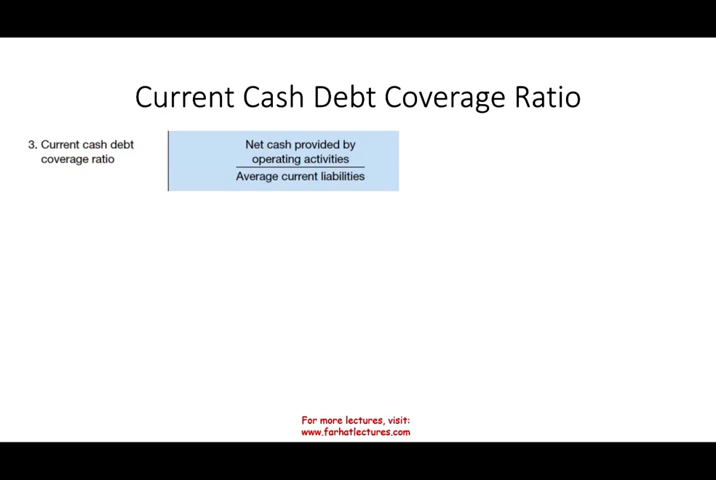 Current Cash Debt Coverage Ratio
3. Current cash debt
coverage ratio
Net cash provided by
operating activities
Average current liabilities
For more lectures, visit:
www.farhatlectures.com